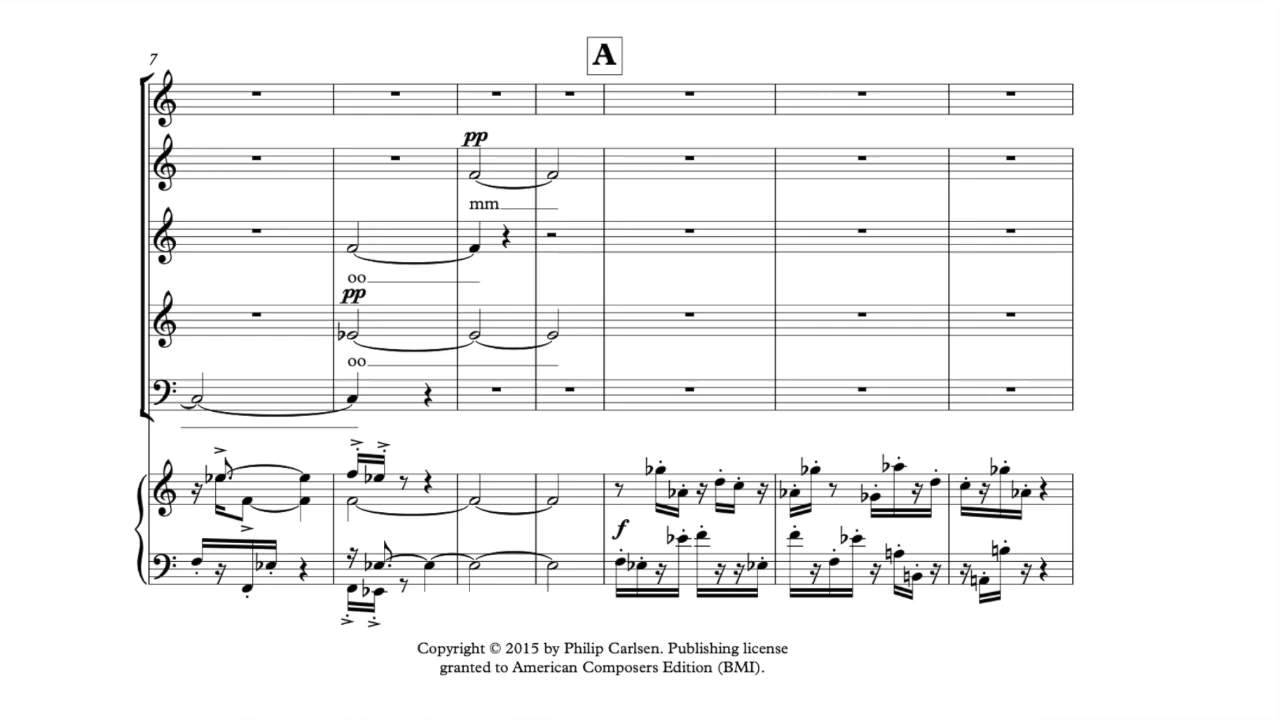 7
A
pp
mm
oo
pp
oo
f
Copyright © 2015 by Philip Carlsen. Publishing license
granted to American Composers Edition (BMI).